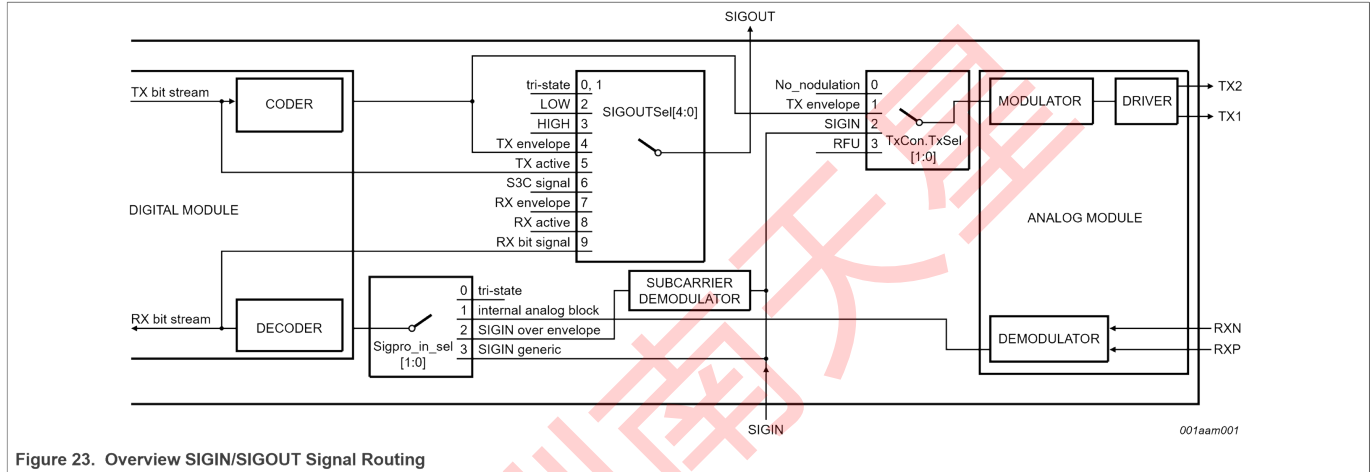 SIGOUT
TX bit stream
CODER
DIGITAL MODULE
RX bit stream
DECODER
tri-state 0, 1
LOW 2
HIGH 3
TX envelope 4
TX active 5
S3C signal 6
RX envelope 7
RX active 8
RX bit signal 9
SIGOUTSel[4:0]
No_nodulation 0
TX envelope 1
SIGIN 2
RFU 3
TxCon.TxSel
[1:0]
MODULATOR
DRIVER
TX2
TX1
ANALOG MODULE
SUBCARRIER
DEMODULATOR
0 tri-state
1 internal analog block
2 SIGIN over envelope
3 SIGIN generic
Sigpro_in_sel
[1:0]
DEMODULATOR
RXN
RXP
SIGIN
001aam001
Figure 23. Overview SIGIN/SIGOUT Signal Routing
南天星